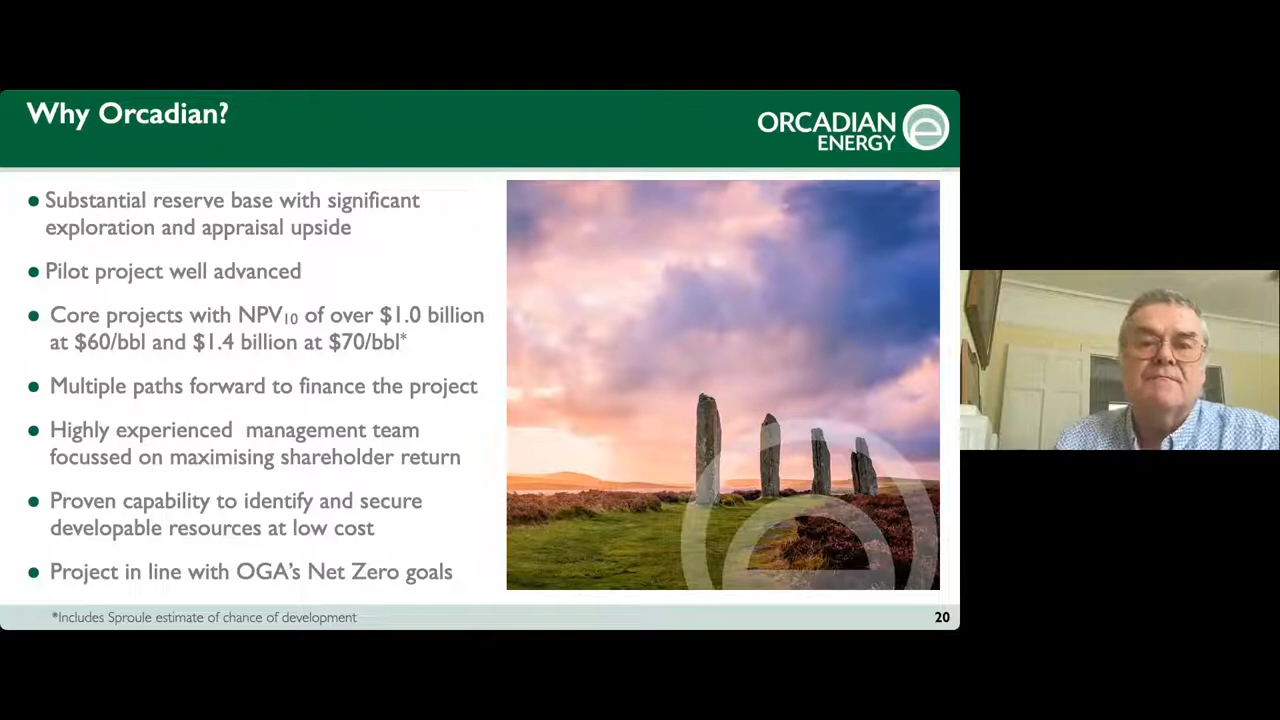 Why Orcadian?
ORCADIAN
ENERGY
● Substantial reserve base with significant
exploration and appraisal upside
● Pilot project well advanced
● Core projects with NPV₁₀ of over $1.0 billion
at $60/bbl and $1.4 billion at $70/bbl*
● Multiple paths forward to finance the project
● Highly experienced management team
focussed on maximising shareholder return
● Proven capability to identify and secure
developable resources at low cost
● Project in line with OGA's Net Zero goals
*Includes Sproule estimate of chance of development
20